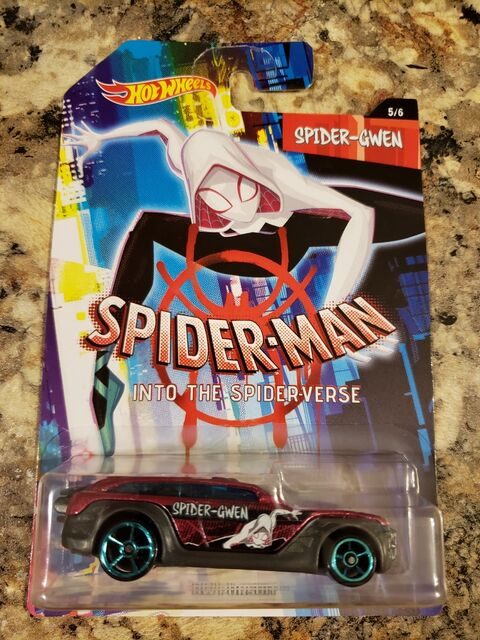 HOT WHEELS
5/6
SPIDER-GWEN
SPIDER-MAN
INTO THE SPIDER-VERSE
SPIDER-GWEN